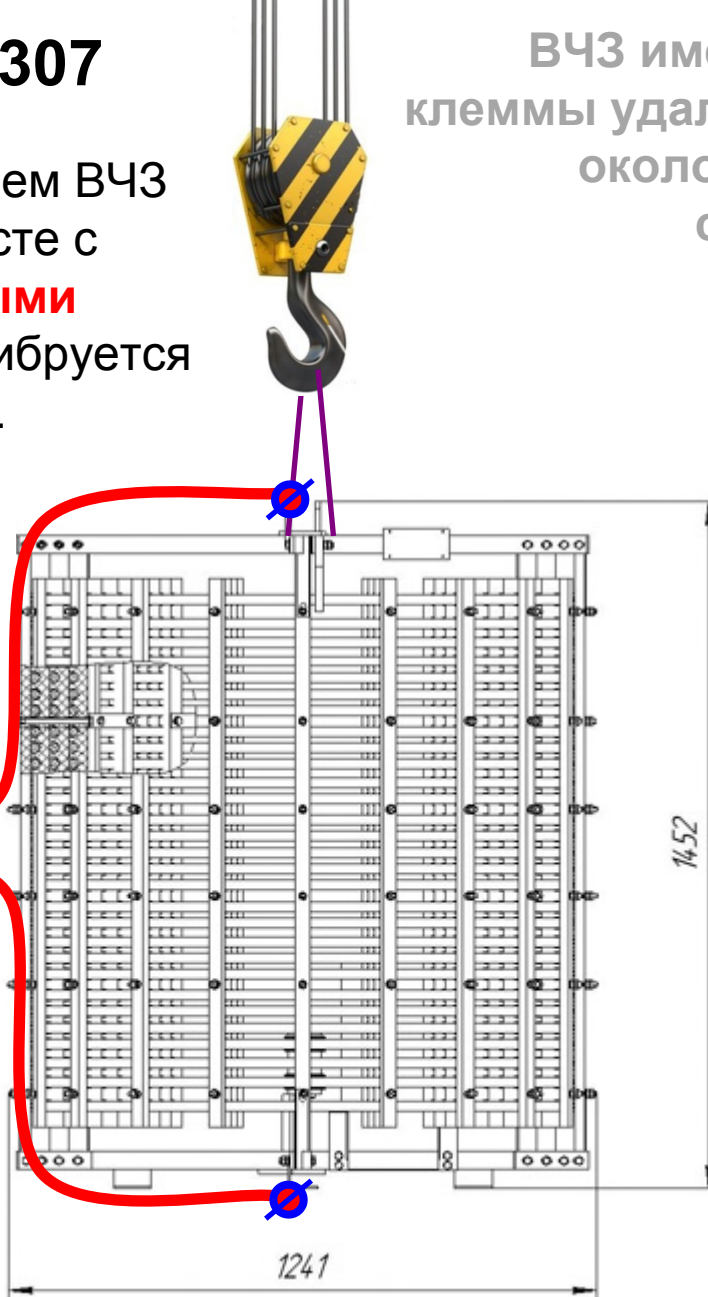 307
ВЧЗ име
клеммы удал
около
с
ем ВЧЗ
сте с
ыми
ибруется
.
1452
1241